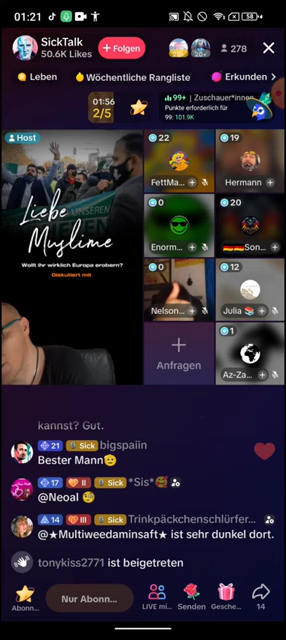 01:21
58
SickTalk
50.6K Likes
+ Folgen
20
278
Leben
Wöchentliche Rangliste
Erkunden
01:56
2/5
99+ | Zuschauer*innen
Punkte erforderlich für
99: 101.9K
Host
Liebe
Muslime
Wollt ihr wirklich Europa erobern?
Diskutiert mit
22
FettMa...
19
Hermann
0
Enorm...
20
Son...
0
Nelson...
12
Julia
Anfragen
1
Az-Za...
kannst? Gut.
21 Sick bigspaiin
Bester Mann
17 II Sick *Sis*
@Neoal
14 II Sick Trinkpäckchenschlürfer...
@★Multiweedaminsaft★ ist sehr dunkel dort.
tonykiss2771 ist beigetreten
Abonn...
Nur Abonn...
LIVE mi...
Senden
Gesche...
14